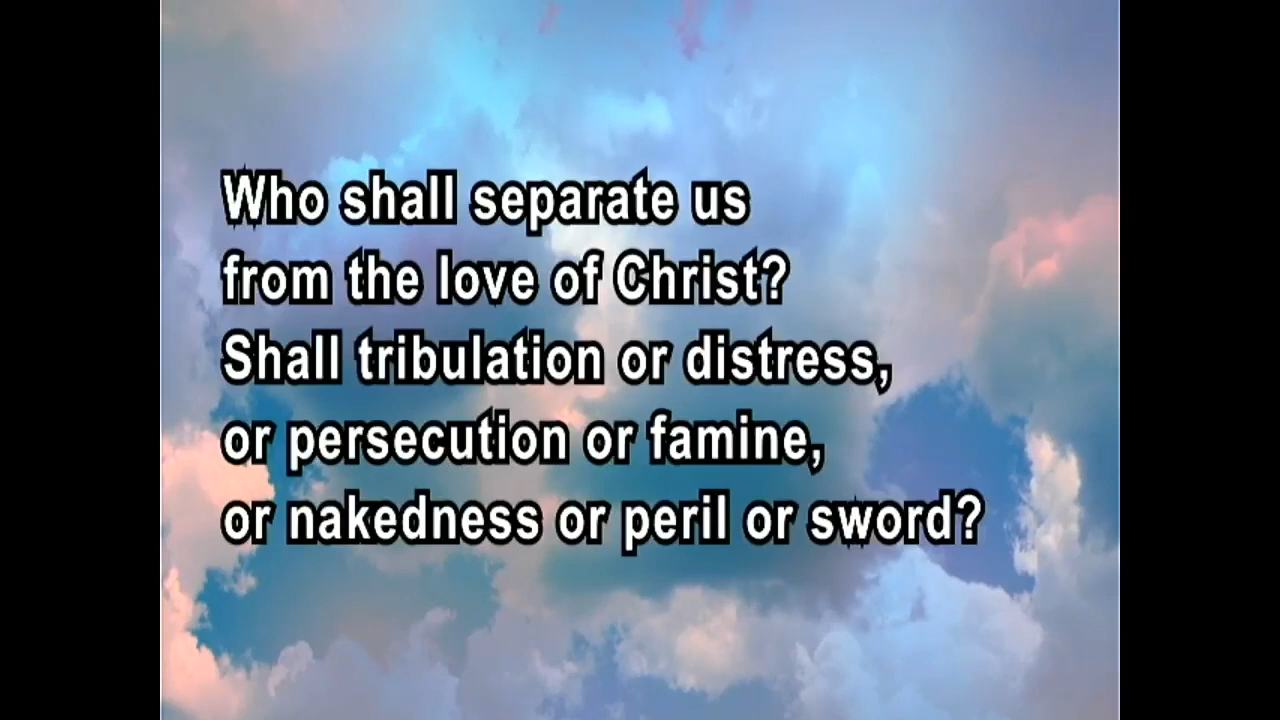 Who shall separate us
from the love of Christ?
Shall tribulation or distress,
or persecution or famine,
or nakedness or peril or sword?